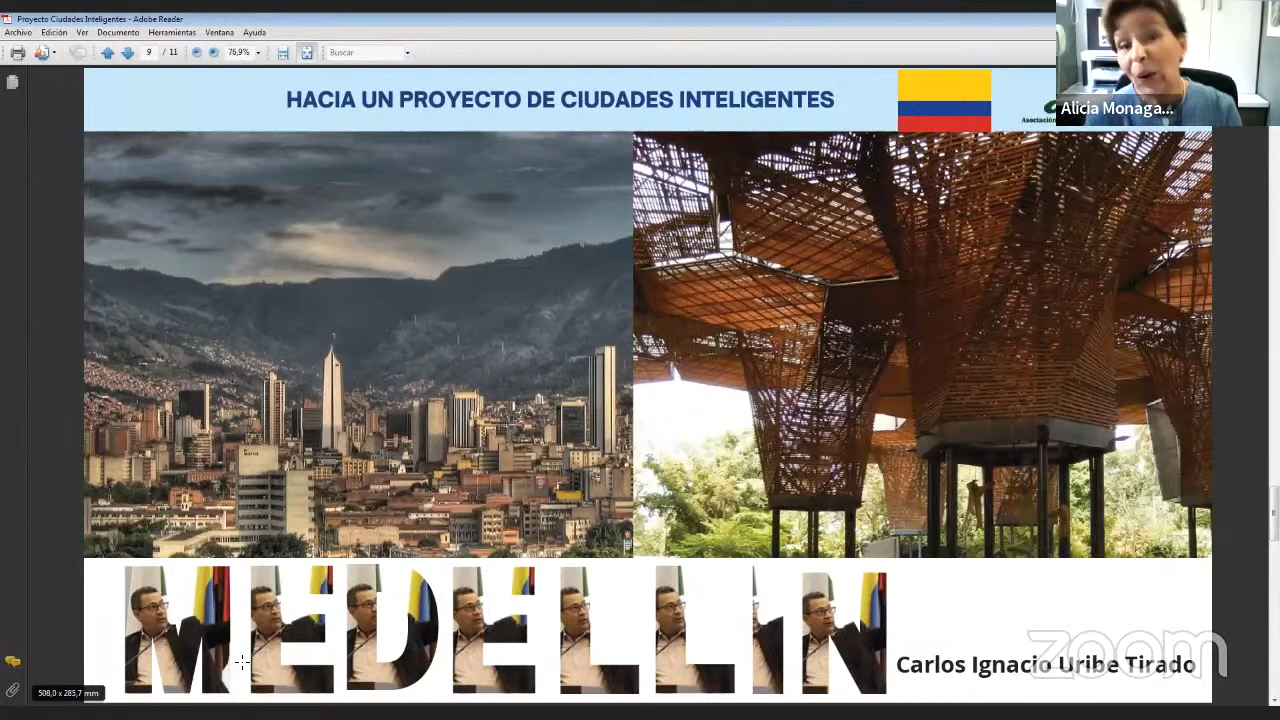 Proyecto Ciudades Inteligentes - Adobe Reader
Archivo Edición Ver Documento Herramientas Ventana Ayuda
9 / 11 76,9% Buscar
HACIA UN PROYECTO DE CIUDADES INTELIGENTES
Asociación
Alicia Monaga...
MEDELLIN
Carlos Ignacio Uribe Tirado
zoom
508,0 x 285,7 mm